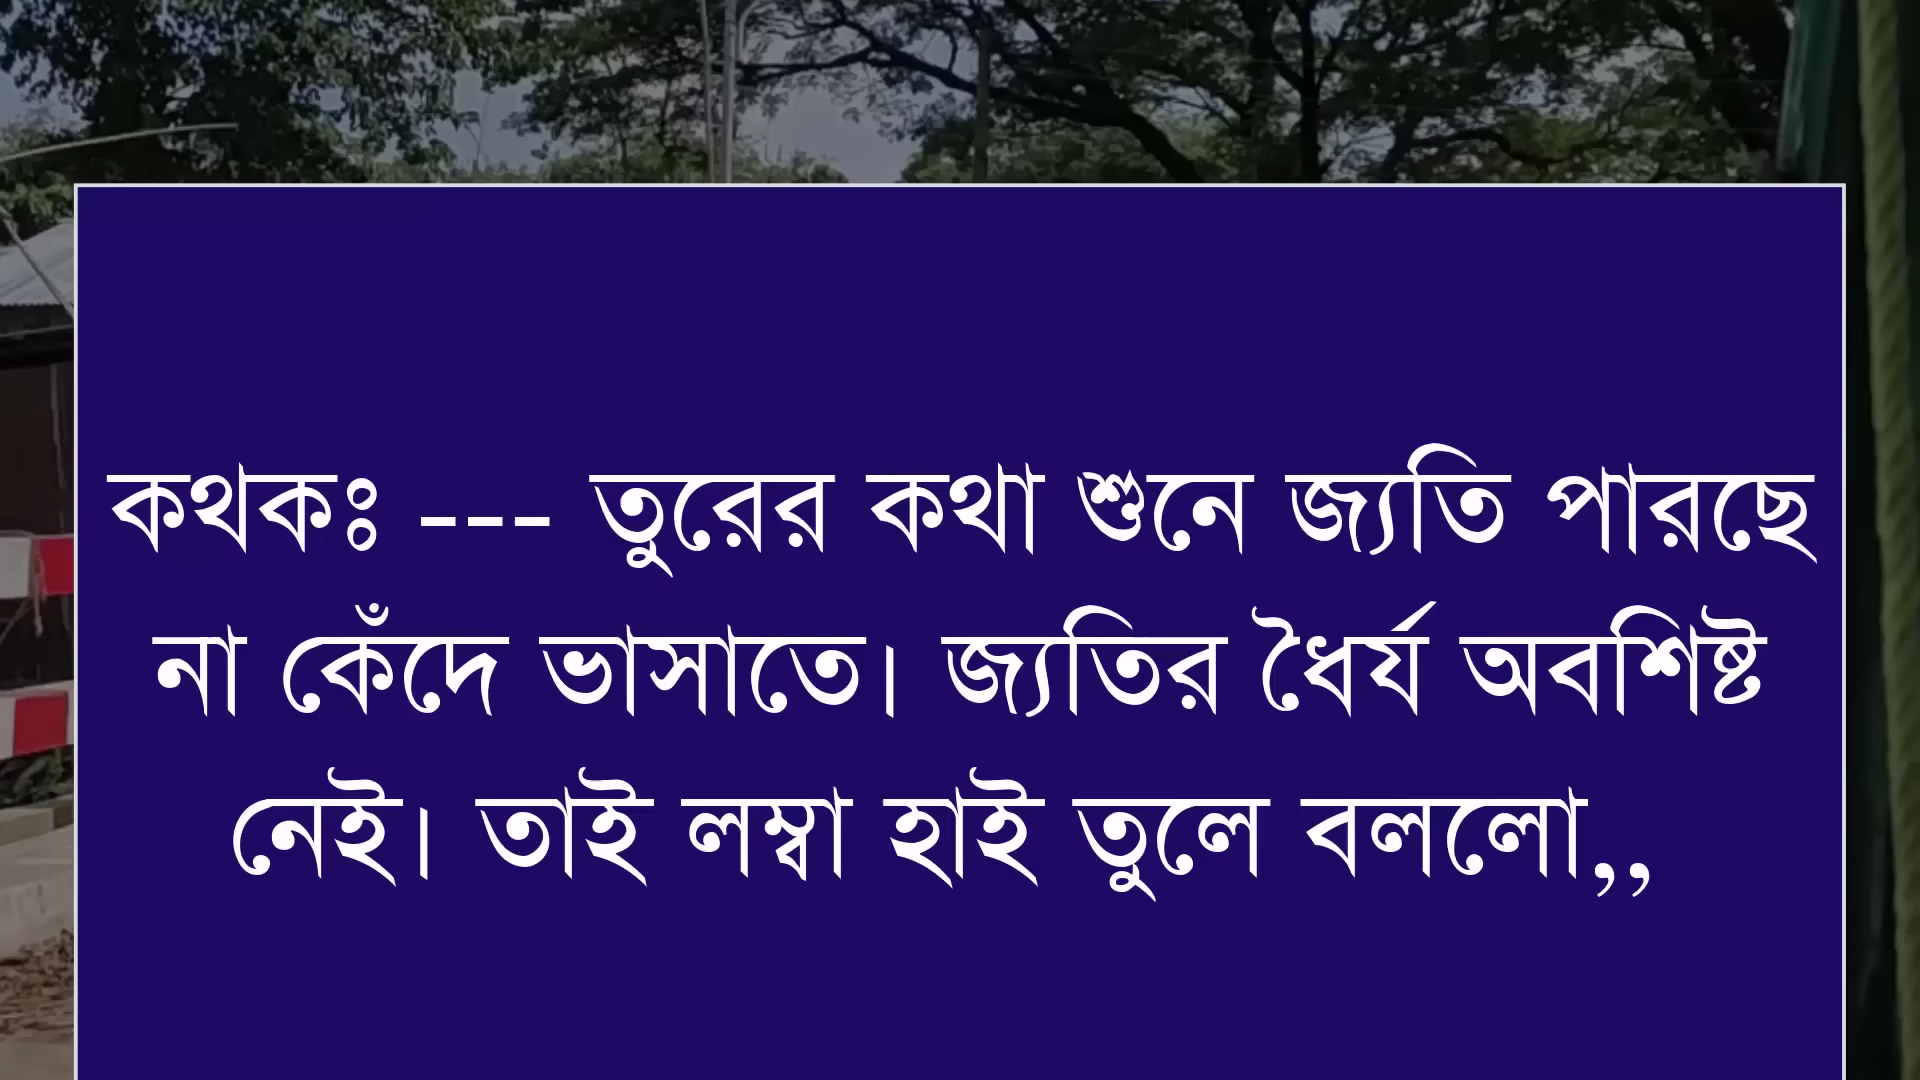 কথকঃ --- তুরের কথা শুনে জ্যতি পারছে
না কেঁদে ভাসাতে। জ্যতির ধৈর্য অবশিষ্ট
নেই। তাই লম্বা হাই তুলে বললো,,